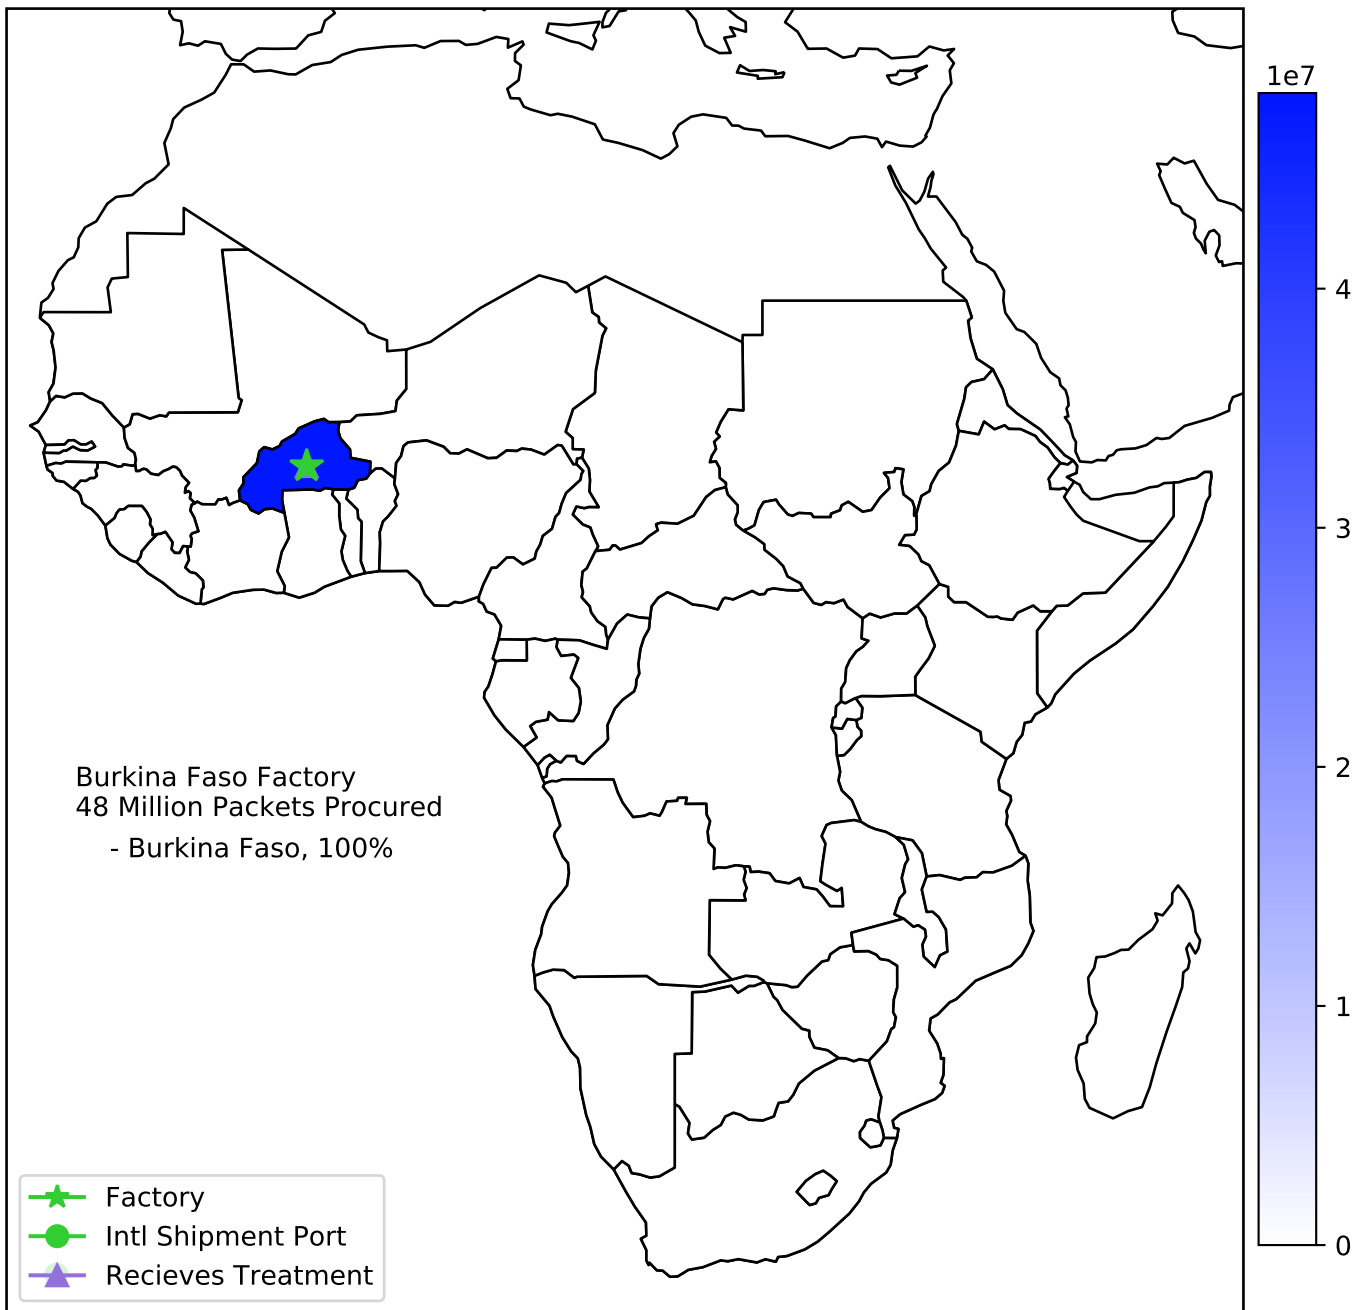 1e7
4
3
2
1
0
Burkina Faso Factory
48 Million Packets Procured
- Burkina Faso, 100%
Factory
Intl Shipment Port
Recieves Treatment